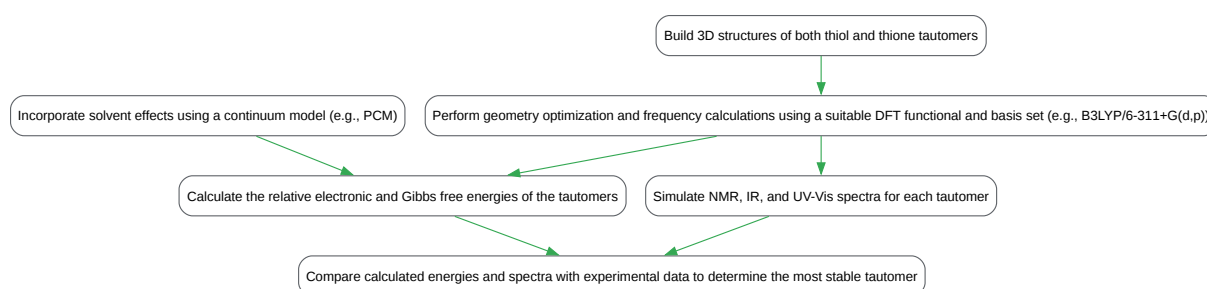 Build 3D structures of both thiol and thione tautomers
Incorporate solvent effects using a continuum model (e.g., PCM)
Perform geometry optimization and frequency calculations using a suitable DFT functional and basis set (e.g., B3LYP/6-311+G(d,p))
Calculate the relative electronic and Gibbs free energies of the tautomers
Simulate NMR, IR, and UV-Vis spectra for each tautomer
Compare calculated energies and spectra with experimental data to determine the most stable tautomer